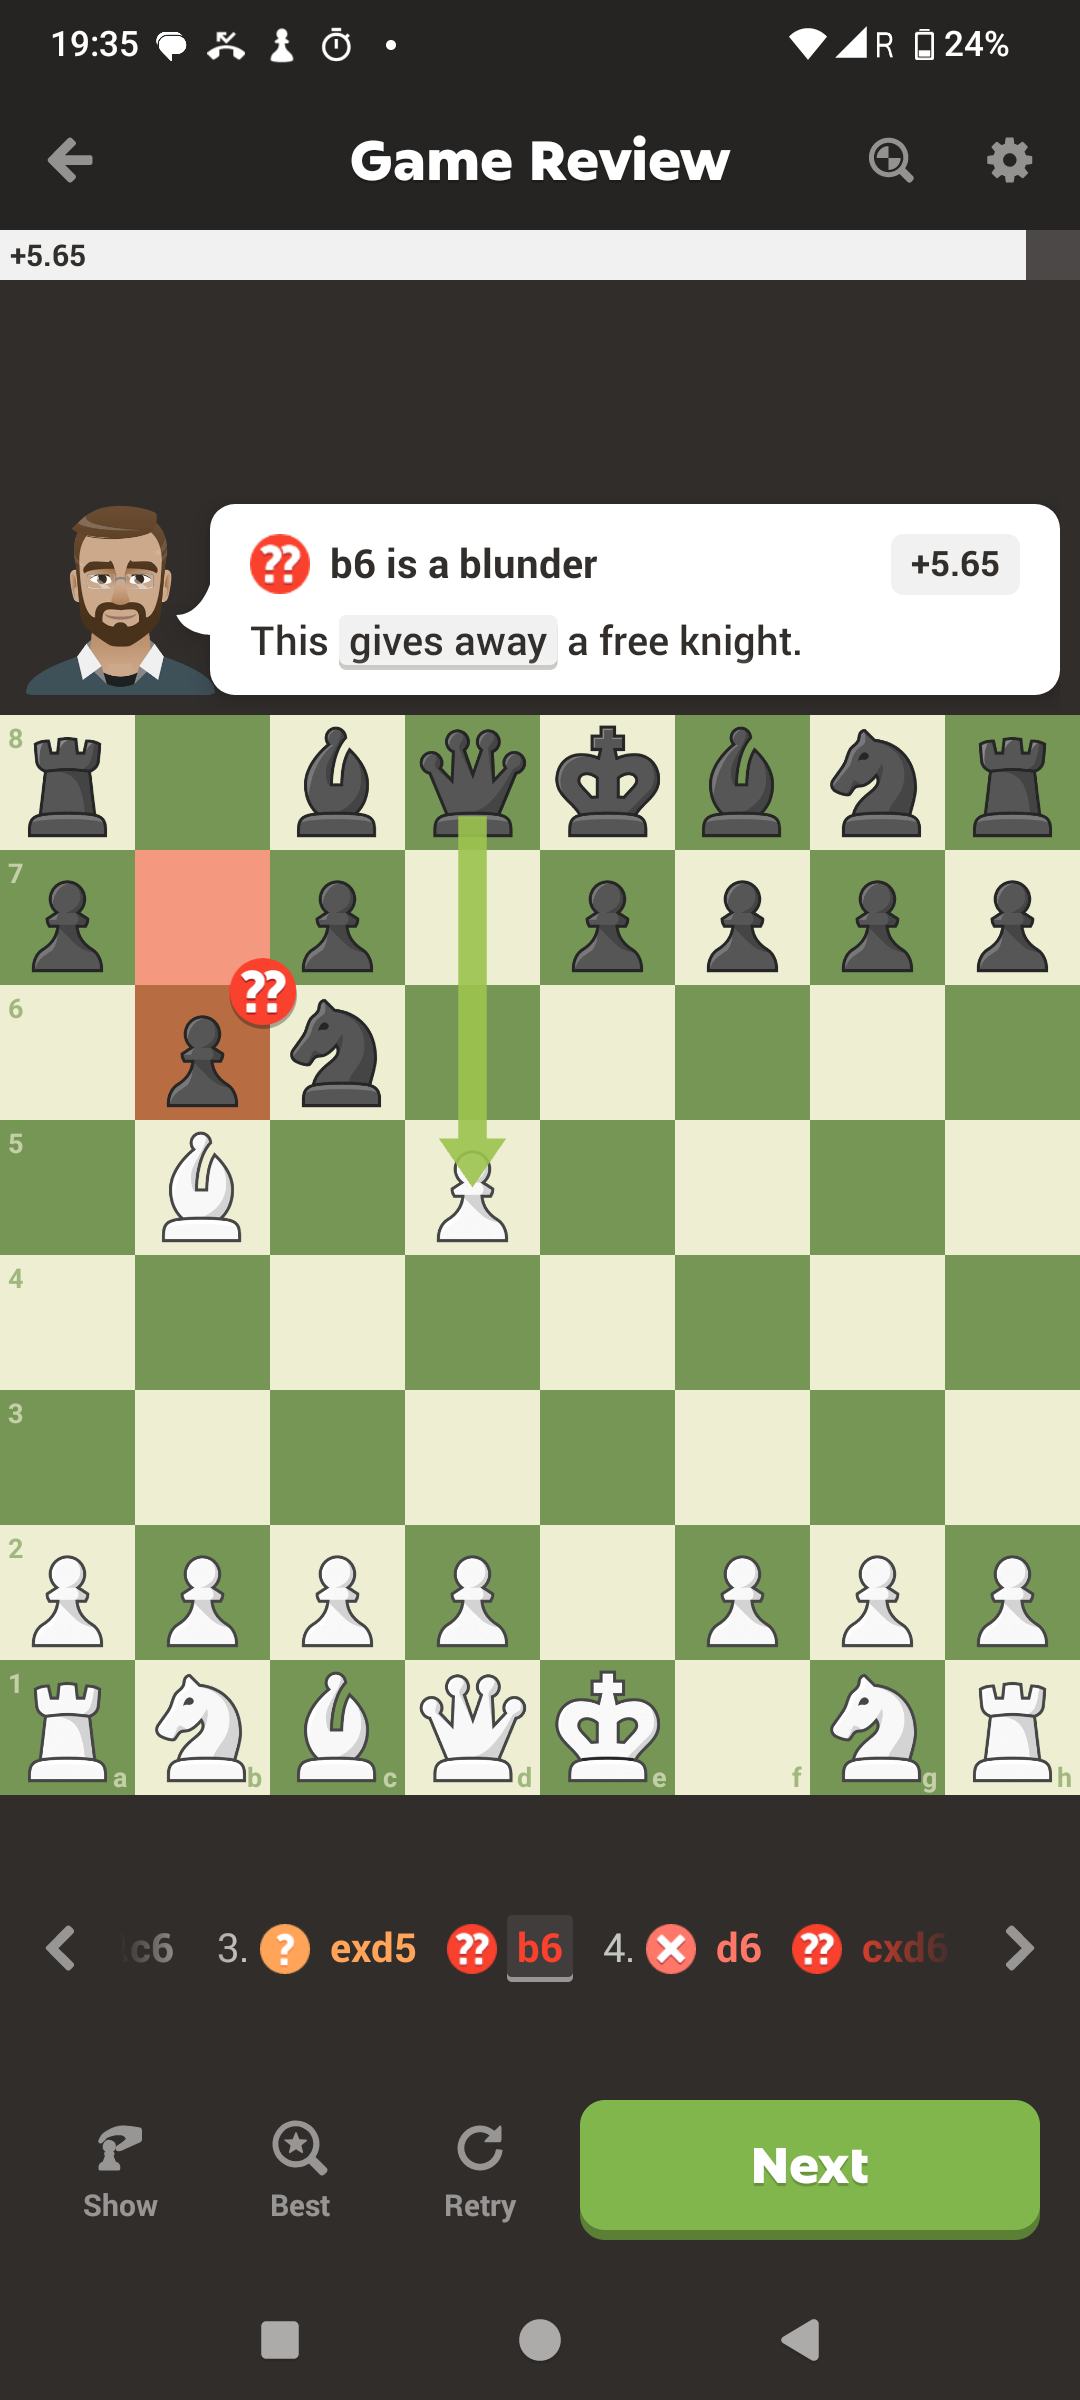 19:35 R 24%
Game Review
+5.65
?? b6 is a blunder +5.65
This gives away a free knight.
8
7
??
6
5
4
3
2
1
a b c d e f g h
c6 3. ? exd5 ?? b6 4. d6 ?? cxd6
Show Best Retry Next